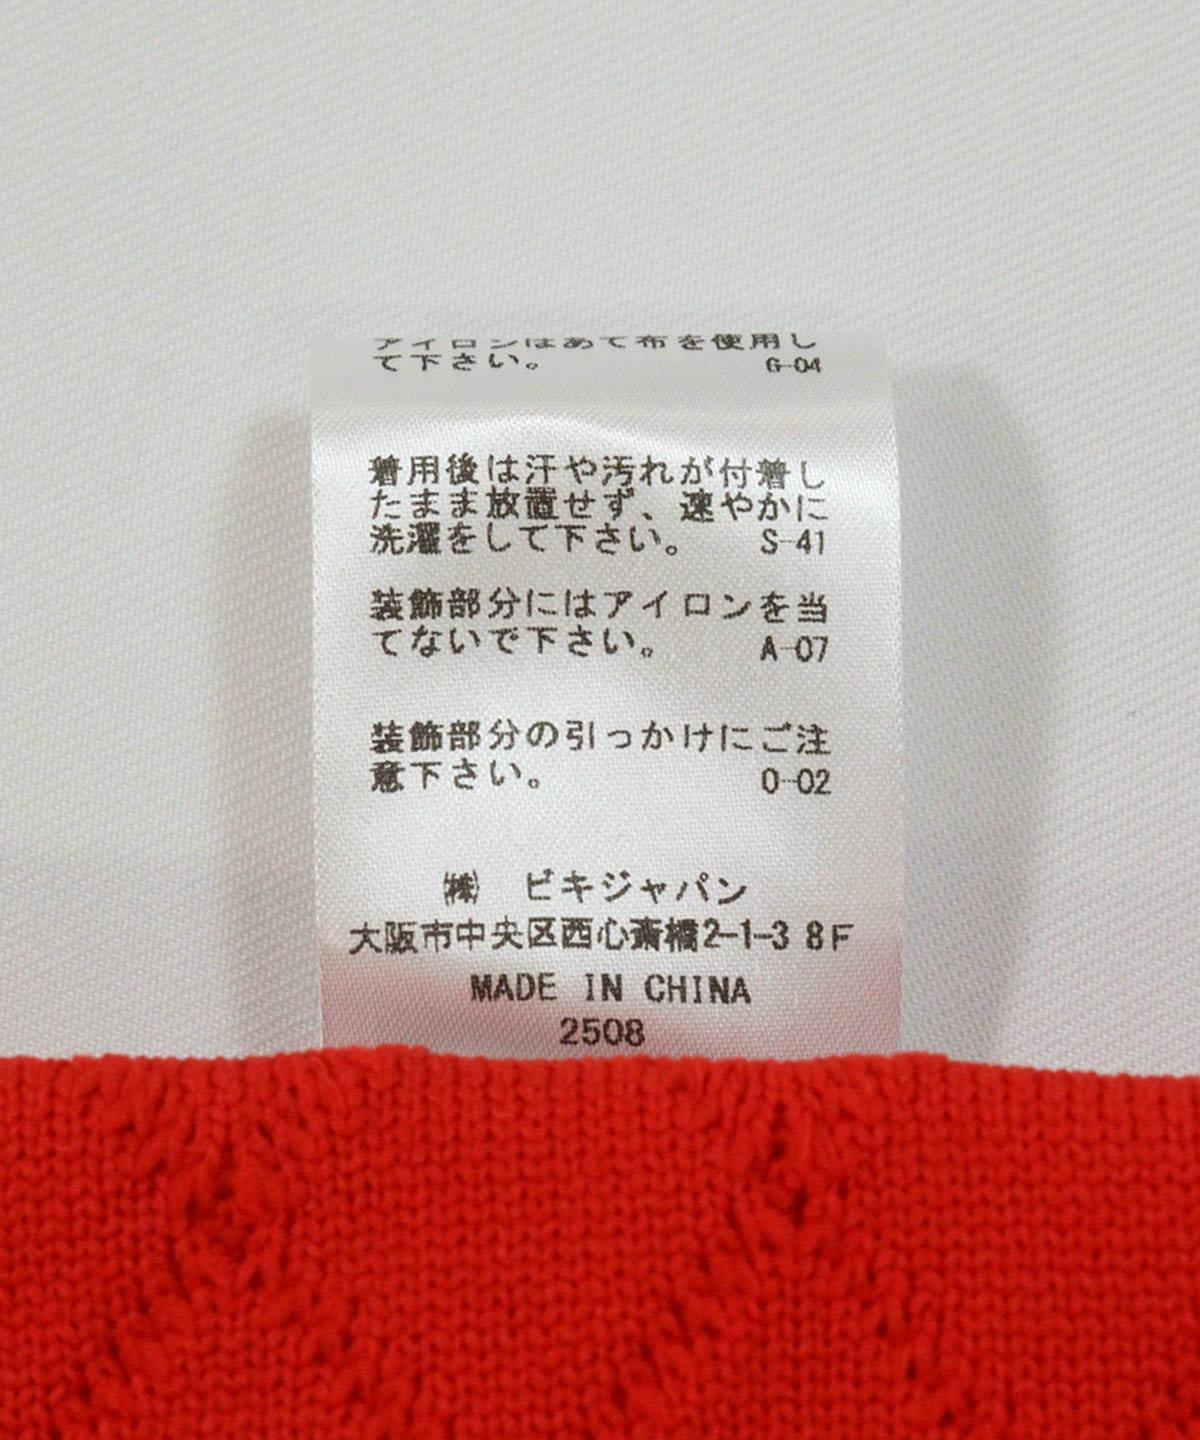 アイロンはあて布を使用し
て下さい。 G-04
着用後は汗や汚れが付着し
たまま放置せず、速やかに
洗濯をして下さい。 S-41
装飾部分にはアイロンを当
てないで下さい。 A-07
装飾部分の引っかけにご注
意下さい。 O-02
㈱ ビキジャパン
大阪市中央区西心斎橋2-1-3 8F
MADE IN CHINA
2508